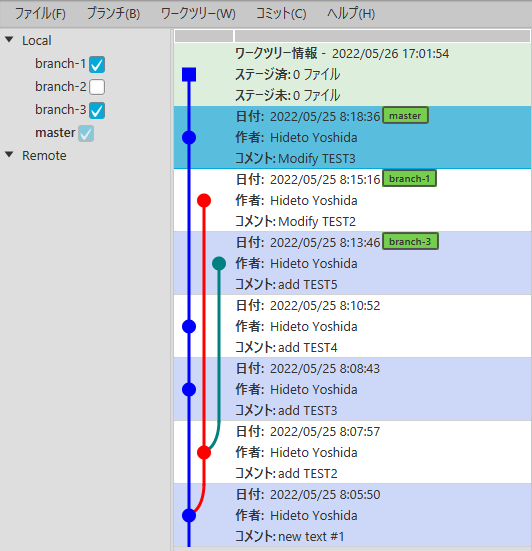 ファイル(F) ブランチ(B) ワークツリー(W) コミット(C) ヘルプ(H)
Local
branch-1
branch-2
branch-3
master
Remote
ワークツリー情報 - 2022/05/26 17:01:54
ステージ済: 0 ファイル
ステージ未: 0 ファイル
日付: 2022/05/25 8:18:36 master
作者: Hideto Yoshida
コメント: Modify TEST3
日付: 2022/05/25 8:15:16 branch-1
作者: Hideto Yoshida
コメント: Modify TEST2
日付: 2022/05/25 8:13:46 branch-3
作者: Hideto Yoshida
コメント: add TEST5
日付: 2022/05/25 8:10:52
作者: Hideto Yoshida
コメント: add TEST4
日付: 2022/05/25 8:08:43
作者: Hideto Yoshida
コメント: add TEST3
日付: 2022/05/25 8:07:57
作者: Hideto Yoshida
コメント: add TEST2
日付: 2022/05/25 8:05:50
作者: Hideto Yoshida
コメント: new text #1